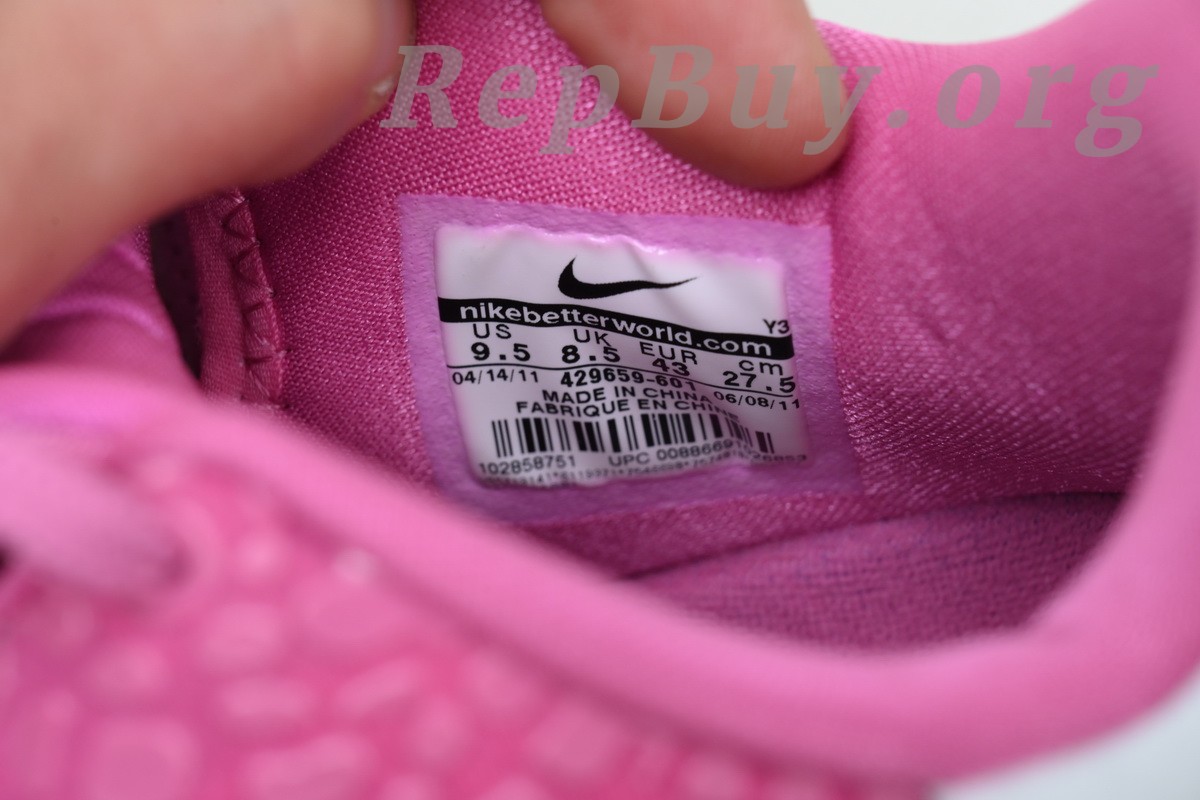 RepBuy.org
nikebetterworld.com
Y3
US UK EUR cm
9.5 8.5 43 27.5
04/14/11 429659-601 06/08/11
MADE IN CHINA
FABRIQUE EN CHINE
102858751 UPC